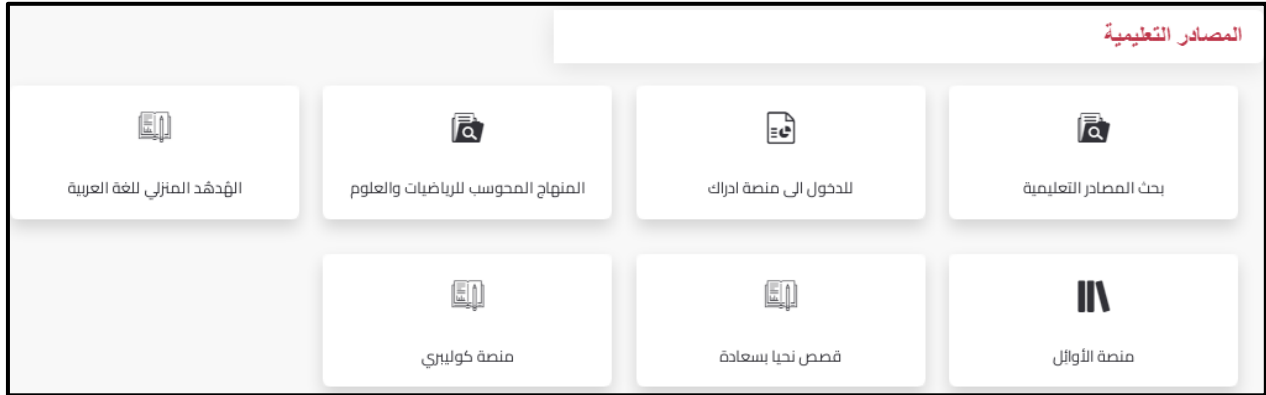 المصادر التعليمية
بحث المصادر التعليمية
للدخول الى منصة ادراك
المنهاج المحوسب للرياضيات والعلوم
الهُدهُد المنزلي للغة العربية
منصة الأوائل
قصص نحيا بسعادة
منصة كوليبري